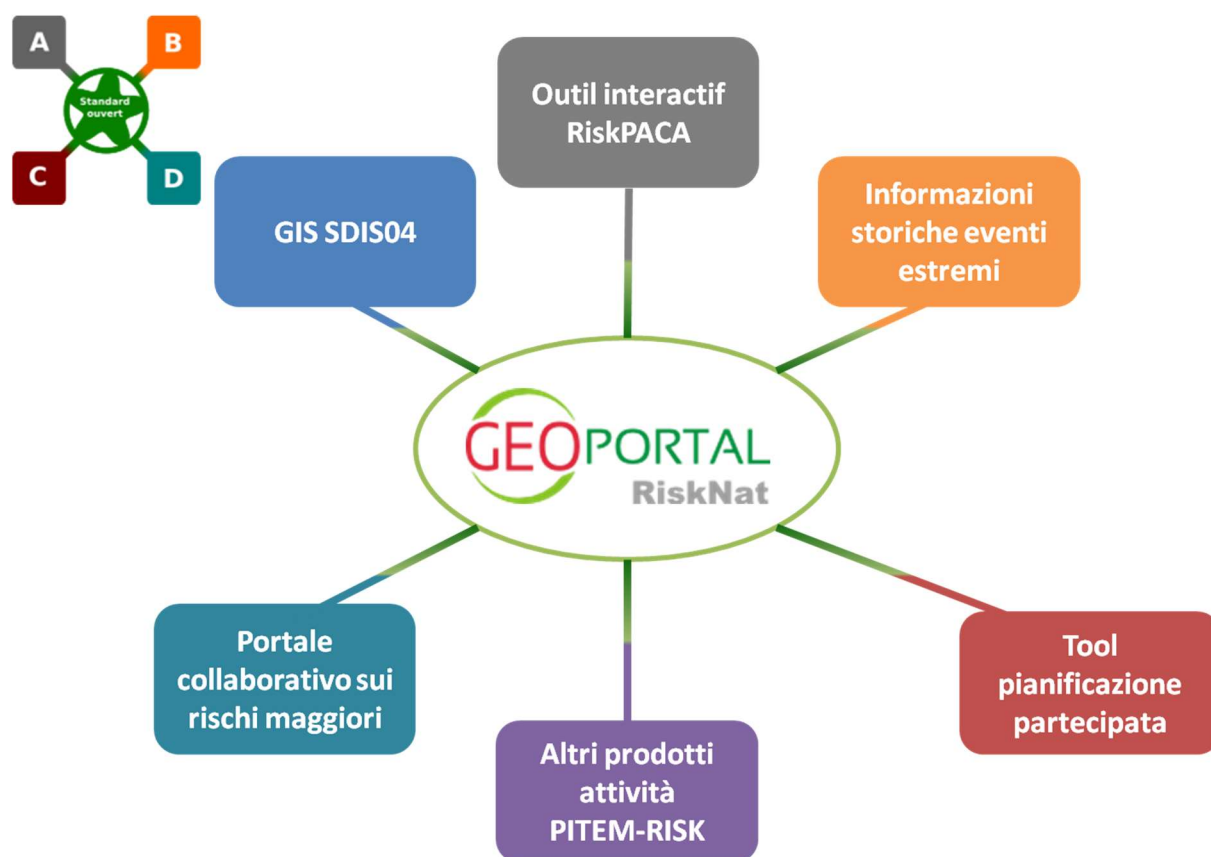 A
B
Standard
ouvert
C
D
Outil interactif
RiskPACA
GIS SDIS04
Informazioni
storiche eventi
estremi
GEOPORTAL
RiskNat
Portale
collaborativo sui
rischi maggiori
Tool
pianificazione
partecipata
Altri prodotti
attività
PITEM-RISK